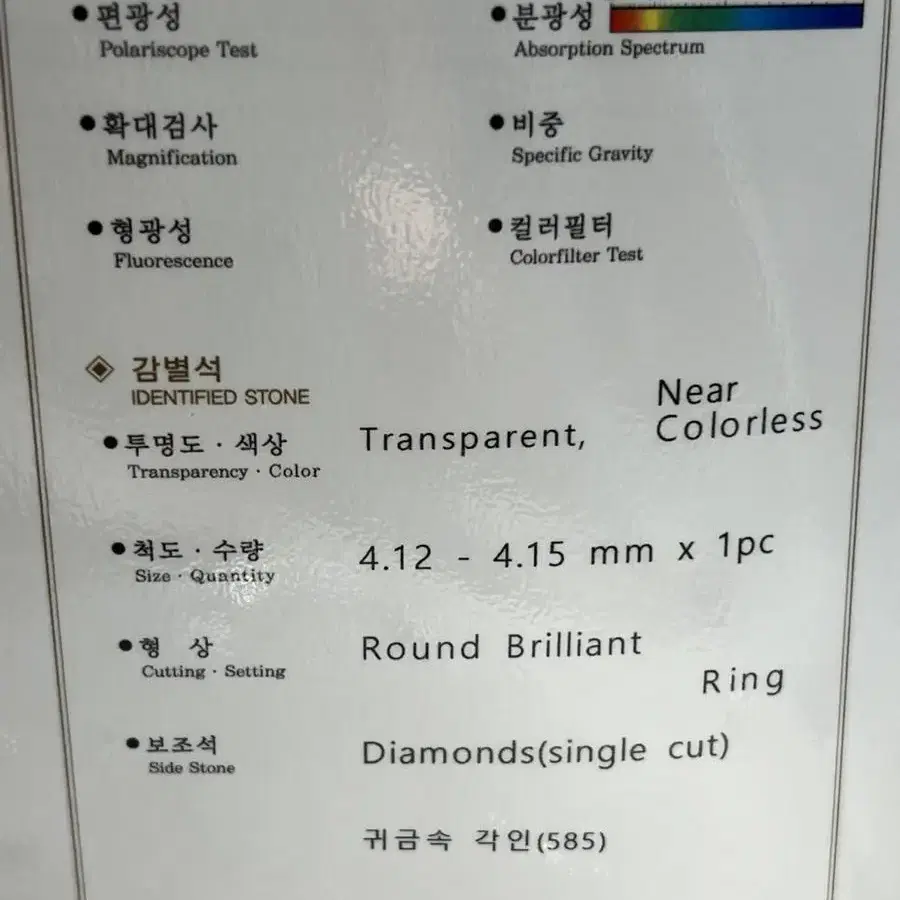 ● 편광성
Polariscope Test
● 분광성
Absorption Spectrum
● 확대검사
Magnification
● 비중
Specific Gravity
● 형광성
Fluorescence
● 컬러필터
Colorfilter Test
감별석
IDENTIFIED STONE
● 투명도 · 색상
Transparency · Color
Transparent,
Near
Colorless
● 척도 · 수량
Size · Quantity
4.12 - 4.15 mm x 1pc
● 형 상
Cutting · Setting
Round Brilliant
Ring
● 보조석
Side Stone
Diamonds(single cut)
귀금속 각인(585)